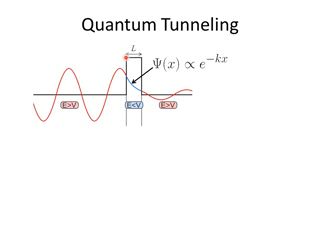 Quantum Tunneling
L
Ψ(x) ∝ e^{-kx}
E>V E<V E>V